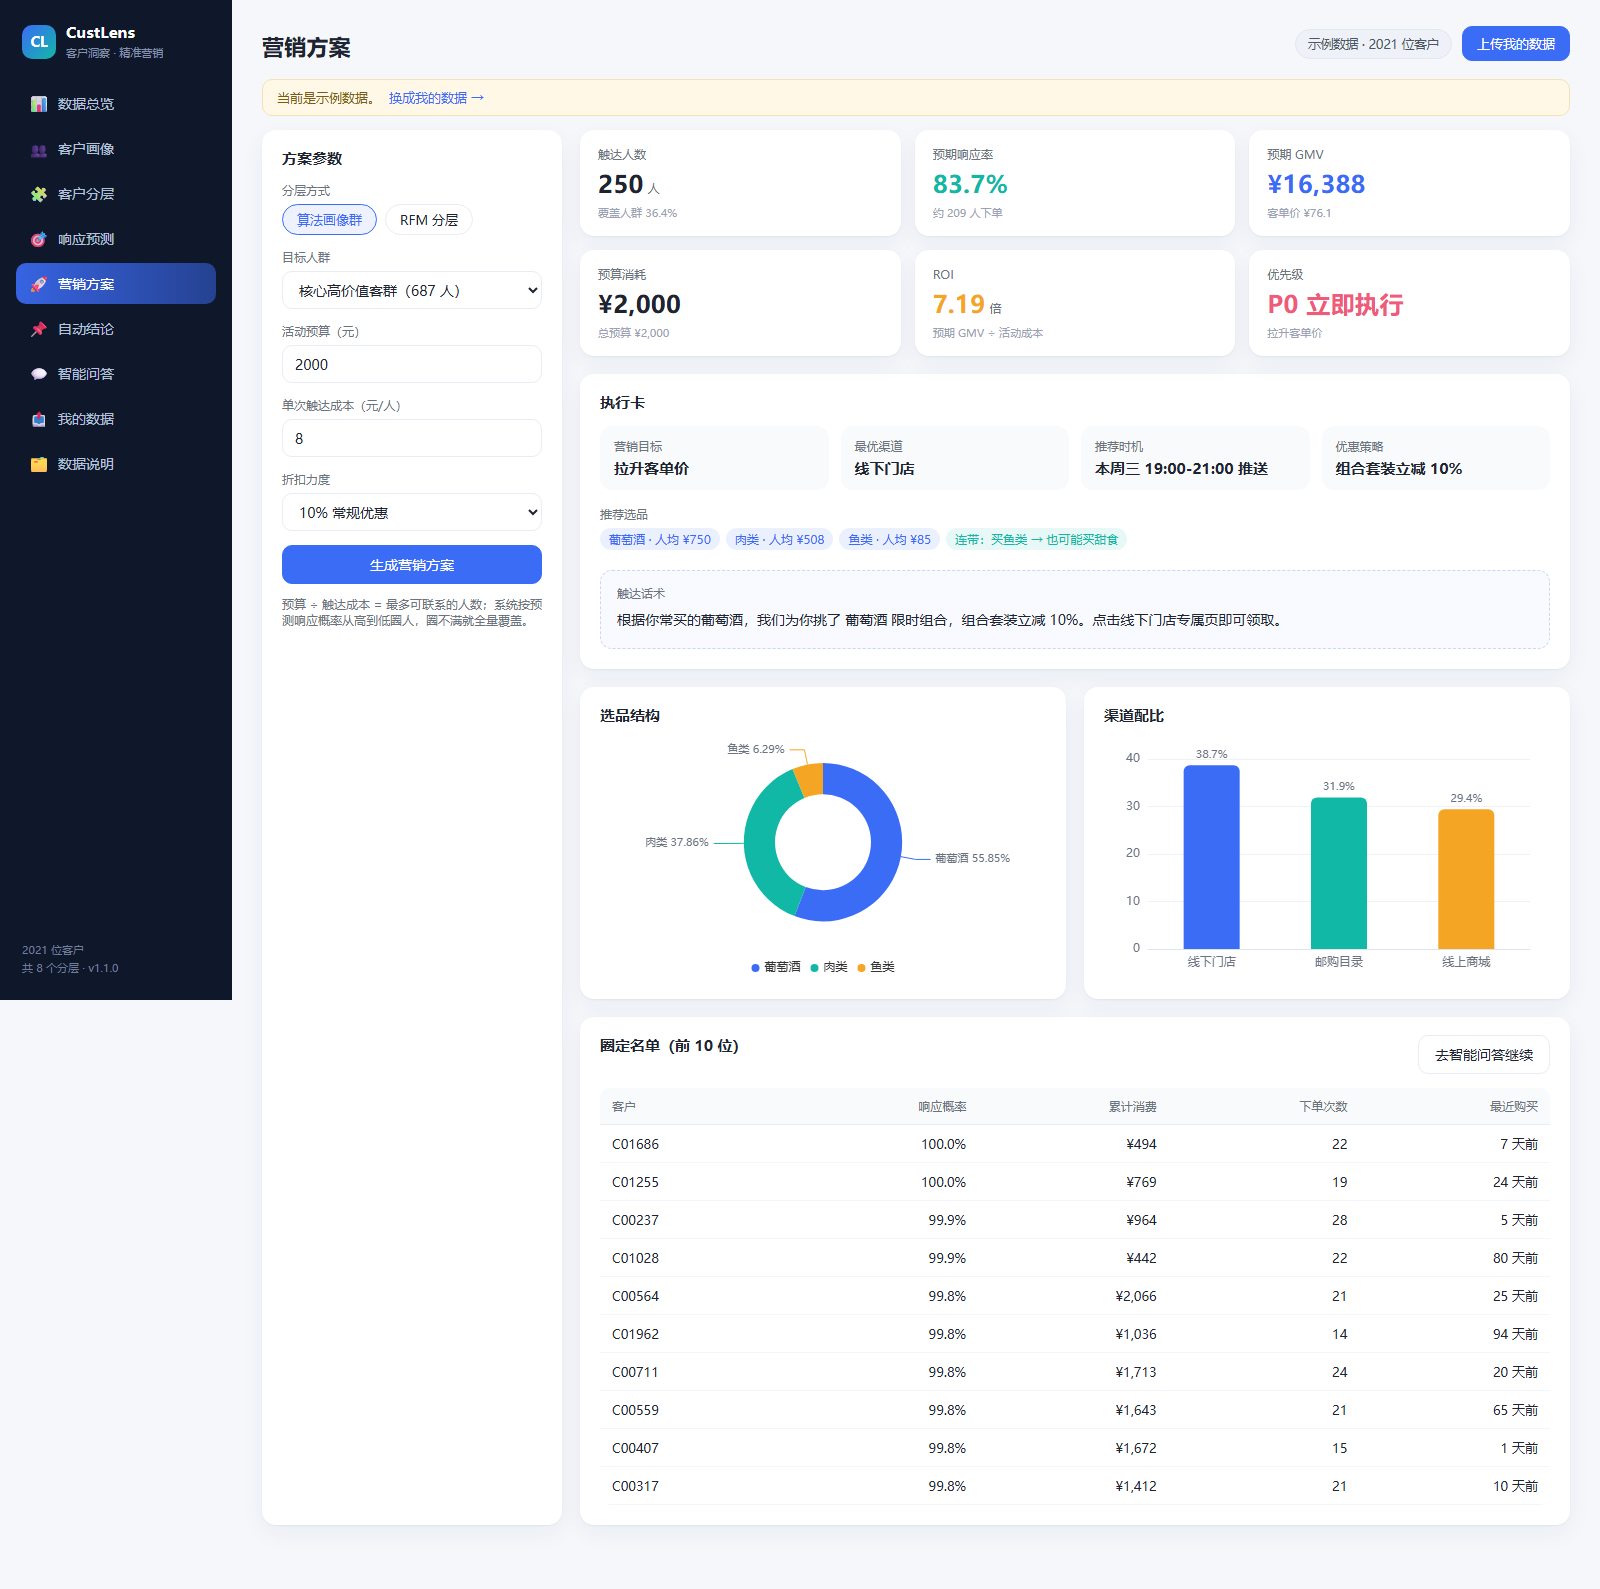 CL
CustLens
客户洞察 · 精准营销
数据总览
客户画像
客户分层
响应预测
营销方案
自动结论
智能问答
我的数据
数据说明
2021 位客户
共 8 个分层 · v1.1.0
营销方案
示例数据 · 2021 位客户
上传我的数据
当前是示例数据。 换成我的数据 →
方案参数
分层方式
算法画像群
RFM 分层
目标人群
核心高价值客群（687 人）
活动预算（元）
2000
单次触达成本（元/人）
8
折扣力度
10% 常规优惠
生成营销方案
预算 ÷ 触达成本 = 最多可联系的人数；系统按预
测响应概率从高到低圈人，圈不满就全量覆盖。
触达人数
250 人
覆盖人群 36.4%
预期响应率
83.7%
约 209 人下单
预期 GMV
¥16,388
客单价 ¥76.1
预算消耗
¥2,000
总预算 ¥2,000
ROI
7.19 倍
预期 GMV ÷ 活动成本
优先级
P0 立即执行
拉升客单价
执行卡
营销目标
拉升客单价
最优渠道
线下门店
推荐时机
本周三 19:00-21:00 推送
优惠策略
组合套装立减 10%
推荐选品
葡萄酒 · 人均 ¥750
肉类 · 人均 ¥508
鱼类 · 人均 ¥85
连带：买鱼类 → 也可能买甜食
触达话术
根据你常买的葡萄酒，我们为你挑了 葡萄酒 限时组合，组合套装立减 10%。点击线下门店专属页即可领取。
选品结构
鱼类 6.29%
肉类 37.86%
葡萄酒 55.85%
葡萄酒 肉类 鱼类
渠道配比
40
30
20
10
0
38.7%
31.9%
29.4%
线下门店
邮购目录
线上商城
圈定名单（前 10 位）
去智能问答继续
客户 响应概率 累计消费 下单次数 最近购买
C01686 100.0% ¥494 22 7 天前
C01255 100.0% ¥769 19 24 天前
C00237 99.9% ¥964 28 5 天前
C01028 99.9% ¥442 22 80 天前
C00564 99.8% ¥2,066 21 25 天前
C01962 99.8% ¥1,036 14 94 天前
C00711 99.8% ¥1,713 24 20 天前
C00559 99.8% ¥1,643 21 65 天前
C00407 99.8% ¥1,672 15 1 天前
C00317 99.8% ¥1,412 21 10 天前